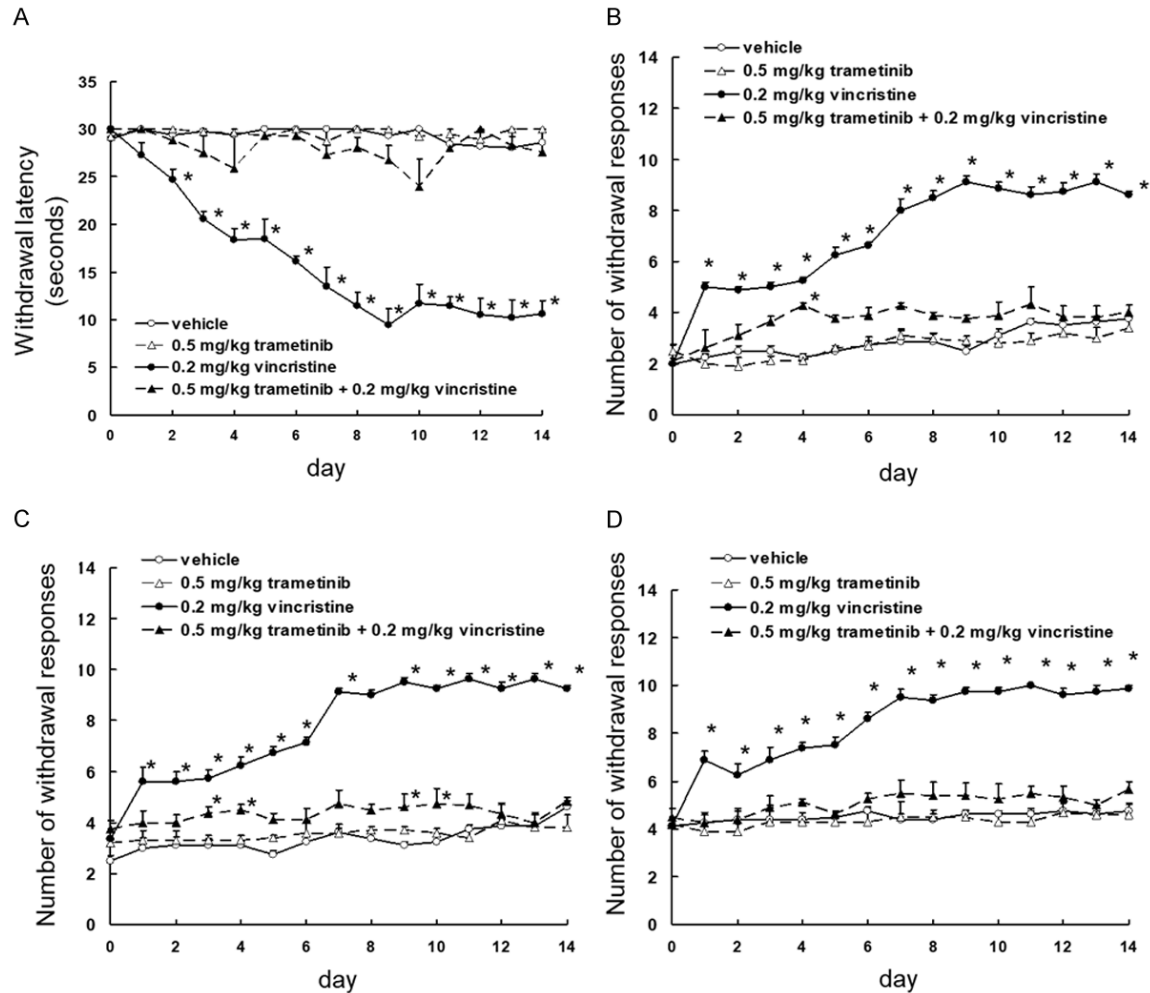 A
Withdrawal latency
(seconds)
35
30
25
20
15
10
5
0
vehicle
0.5 mg/kg trametinib
0.2 mg/kg vincristine
0.5 mg/kg trametinib + 0.2 mg/kg vincristine
* * * * * * * * * * * * *
0 2 4 6 8 10 12 14
day
B
Number of withdrawal responses
14
12
10
8
6
4
2
0
vehicle
0.5 mg/kg trametinib
0.2 mg/kg vincristine
0.5 mg/kg trametinib + 0.2 mg/kg vincristine
* * * * * * * * * * * * * *
*
0 2 4 6 8 10 12 14
day
C
Number of withdrawal responses
14
12
10
8
6
4
2
0
vehicle
0.5 mg/kg trametinib
0.2 mg/kg vincristine
0.5 mg/kg trametinib + 0.2 mg/kg vincristine
* * * * * * * * * * * * *
* * * *
0 2 4 6 8 10 12 14
day
D
Number of withdrawal responses
14
12
10
8
6
4
2
0
vehicle
0.5 mg/kg trametinib
0.2 mg/kg vincristine
0.5 mg/kg trametinib + 0.2 mg/kg vincristine
* * * * * * * * * * * * * *
0 2 4 6 8 10 12 14
day